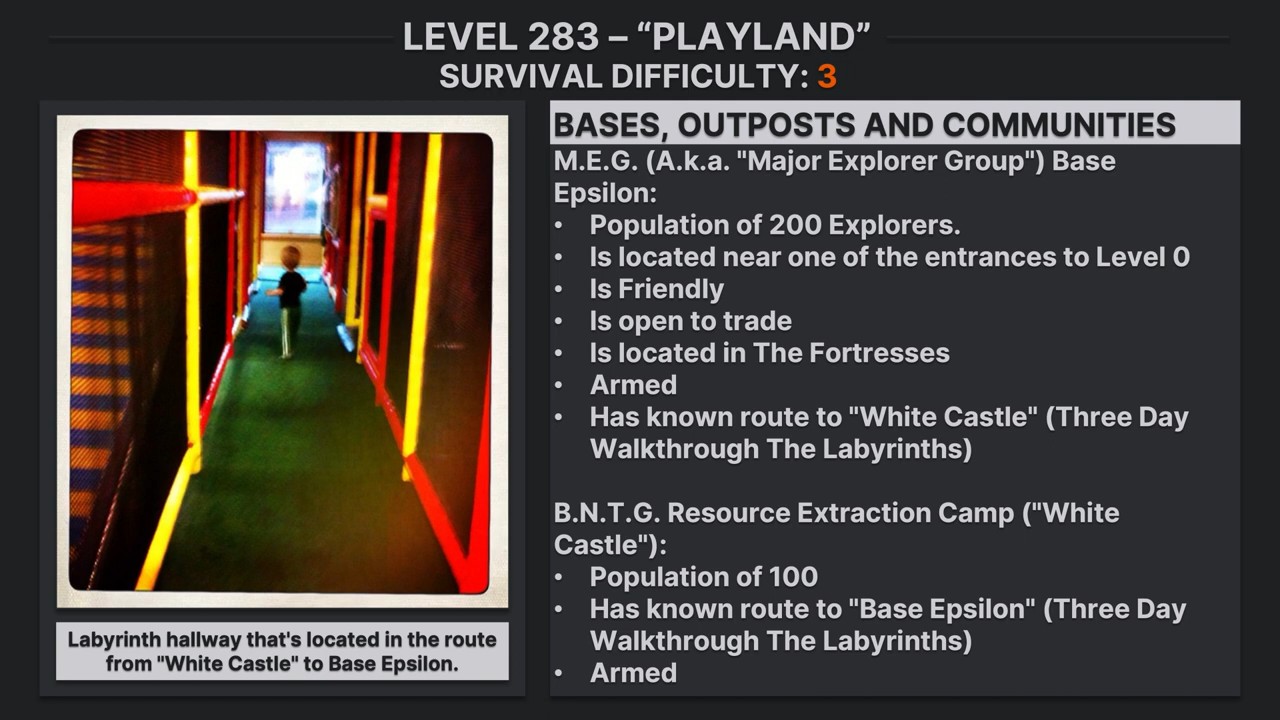 LEVEL 283 – “PLAYLAND”
SURVIVAL DIFFICULTY: 3
BASES, OUTPOSTS AND COMMUNITIES
M.E.G. (A.k.a. "Major Explorer Group") Base
Epsilon:
• Population of 200 Explorers.
• Is located near one of the entrances to Level 0
• Is Friendly
• Is open to trade
• Is located in The Fortresses
• Armed
• Has known route to "White Castle" (Three Day
Walkthrough The Labyrinths)
B.N.T.G. Resource Extraction Camp ("White
Castle"):
• Population of 100
• Has known route to "Base Epsilon" (Three Day
Walkthrough The Labyrinths)
• Armed
Labyrinth hallway that's located in the route
from "White Castle" to Base Epsilon.